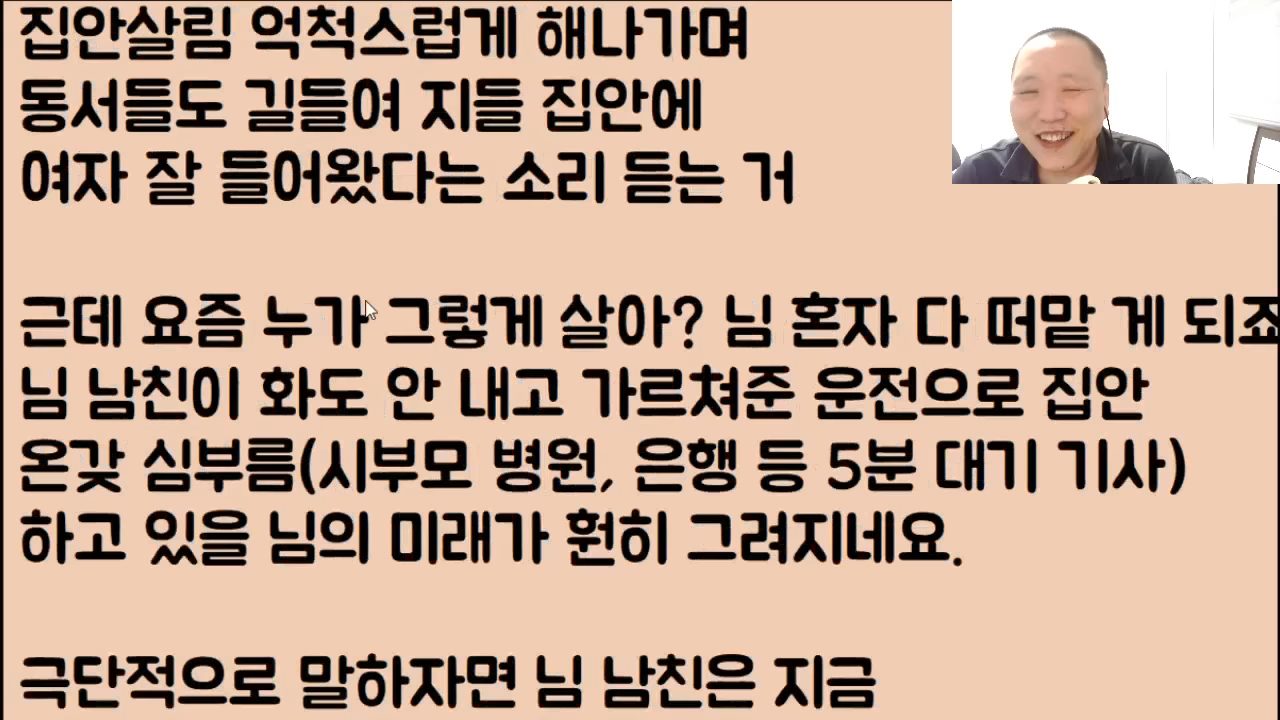 집안살림 억척스럽게 해나가며
동서들도 길들여 지들 집안에
여자 잘 들어왔다는 소리 듣는 거
근데 요즘 누가 그렇게 살아? 님 혼자 다 떠맡 게 되죠
님 남친이 화도 안 내고 가르쳐준 운전으로 집안
온갖 심부름(시부모 병원, 은행 등 5분 대기 기사)
하고 있을 님의 미래가 훤히 그려지네요.
극단적으로 말하자면 님 남친은 지금